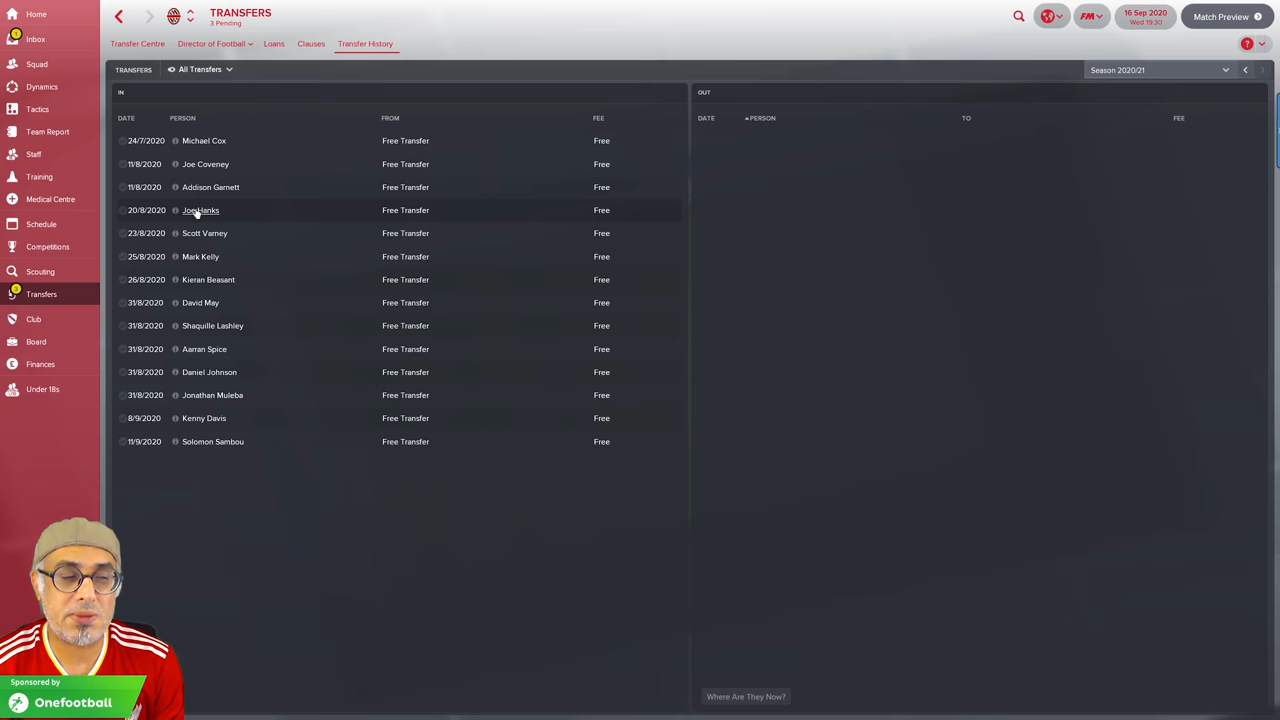 Home
1
Inbox
Squad
Dynamics
Tactics
Team Report
Staff
Training
Medical Centre
Schedule
Competitions
Scouting
3
Transfers
Club
Board
Finances
Under 18s
TRANSFERS
3 Pending
FM
16 Sep 2020
Wed 19:30
Match Preview
Transfer Centre
Director of Football
Loans
Clauses
Transfer History
?
TRANSFERS
All Transfers
Season 2020/21
IN
DATE PERSON FROM FEE
24/7/2020 Michael Cox Free Transfer Free
11/8/2020 Joe Coveney Free Transfer Free
11/8/2020 Addison Garnett Free Transfer Free
20/8/2020 Joe Hanks Free Transfer Free
23/8/2020 Scott Varney Free Transfer Free
25/8/2020 Mark Kelly Free Transfer Free
26/8/2020 Kieran Beasant Free Transfer Free
31/8/2020 David May Free Transfer Free
31/8/2020 Shaquille Lashley Free Transfer Free
31/8/2020 Aarran Spice Free Transfer Free
31/8/2020 Daniel Johnson Free Transfer Free
31/8/2020 Jonathan Muleba Free Transfer Free
8/9/2020 Kenny Davis Free Transfer Free
11/9/2020 Solomon Sambou Free Transfer Free
OUT
DATE PERSON TO FEE
Where Are They Now?
Sponsored by
Onefootball